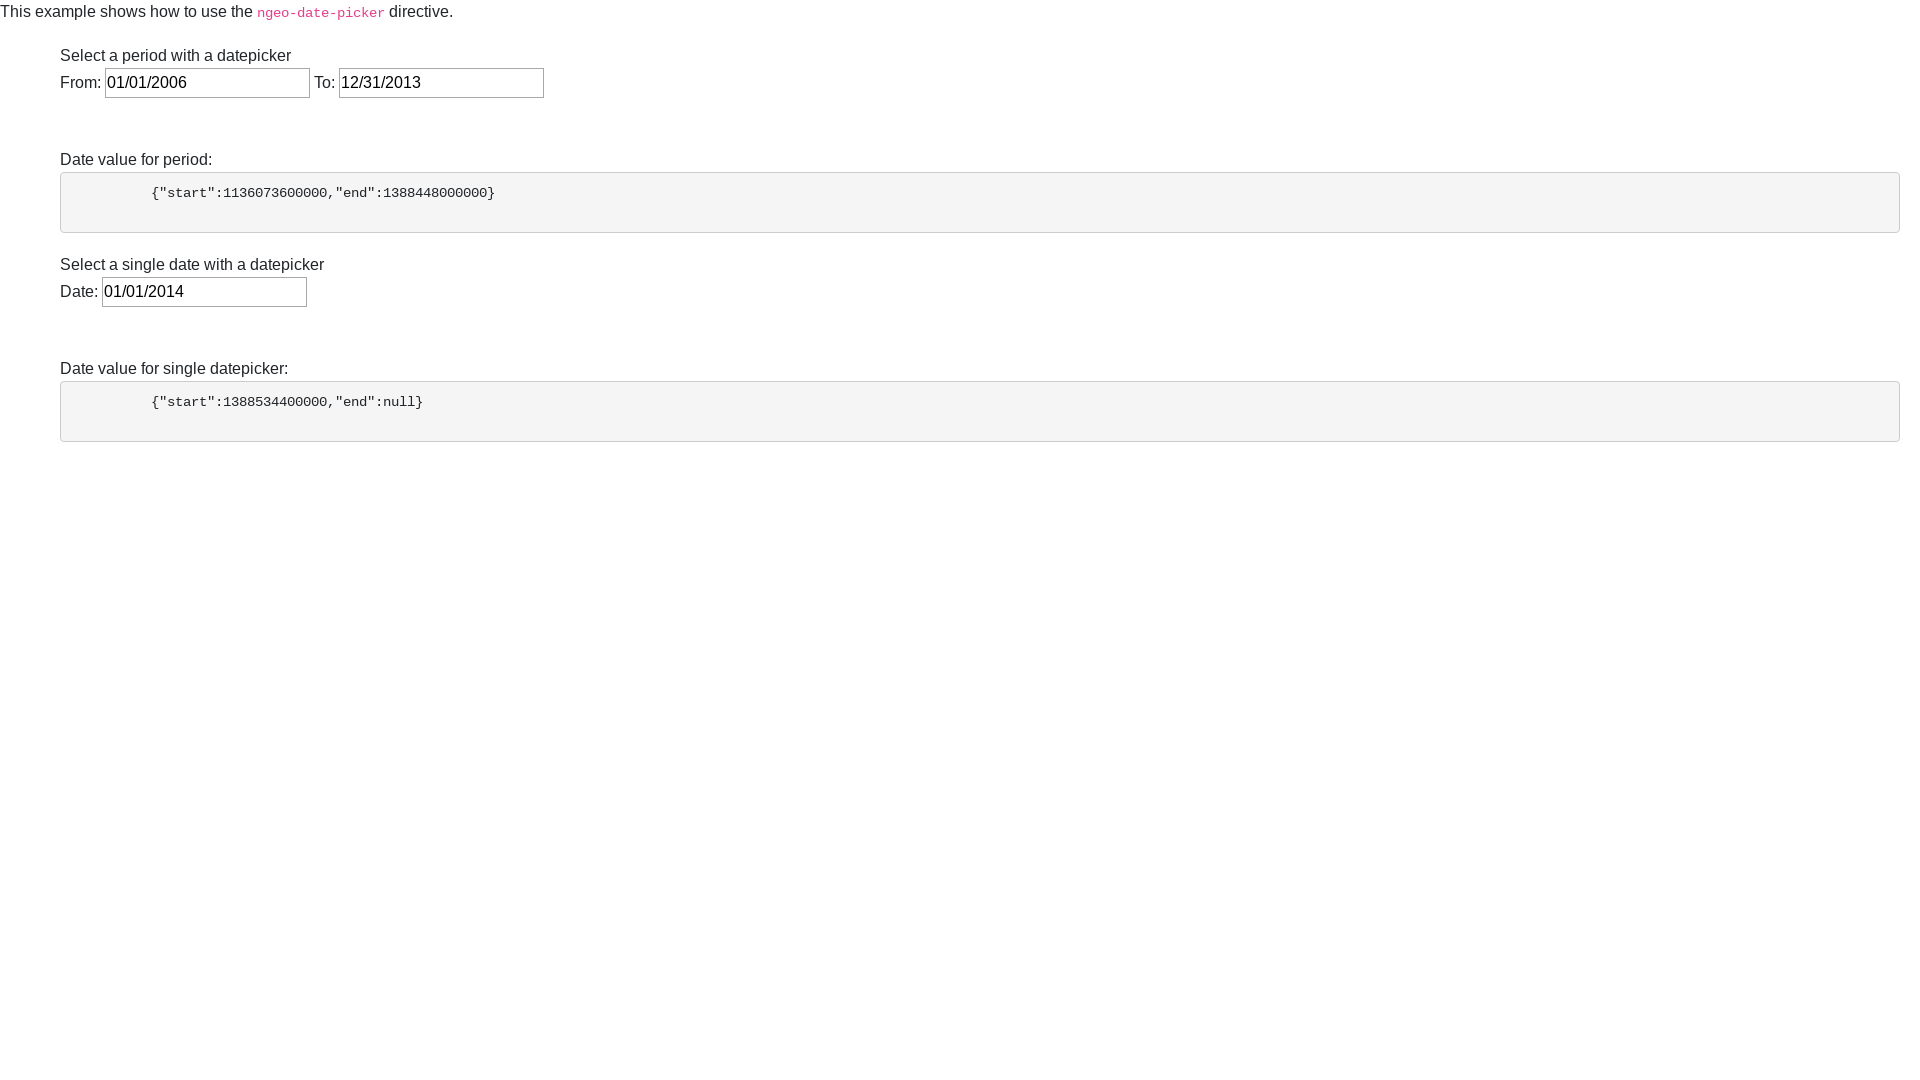 This example shows how to use the ngeo-date-picker directive.
Select a period with a datepicker
From: 01/01/2006 To: 12/31/2013
Date value for period:
{"start":1136073600000,"end":1388448000000}
Select a single date with a datepicker
Date: 01/01/2014
Date value for single datepicker:
{"start":1388534400000,"end":null}